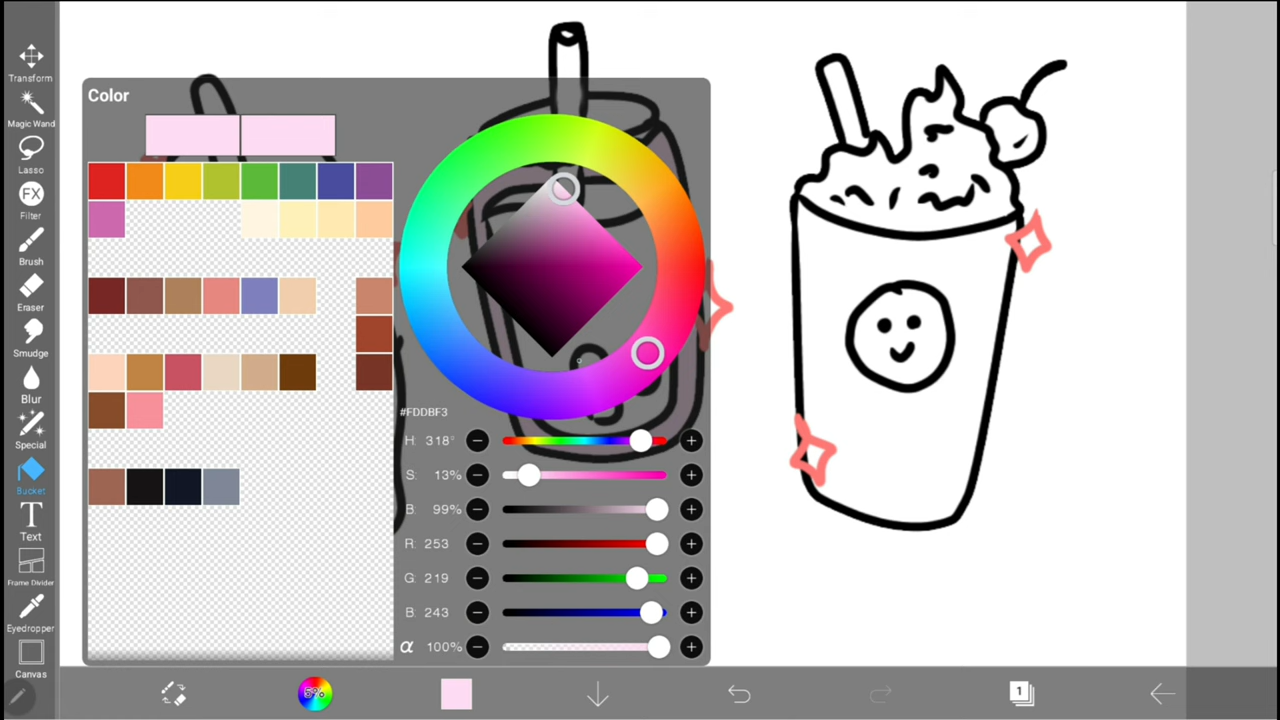 Transform
Magic Wand
Lasso
FX
Filter
Brush
Eraser
Smudge
Blur
Special
Bucket
T
Text
Frame Divider
Eyedropper
Canvas
Color
#FDDBF3
H: 318°
S: 13%
B: 99%
R: 253
G: 219
B: 243
α 100%
5%
1